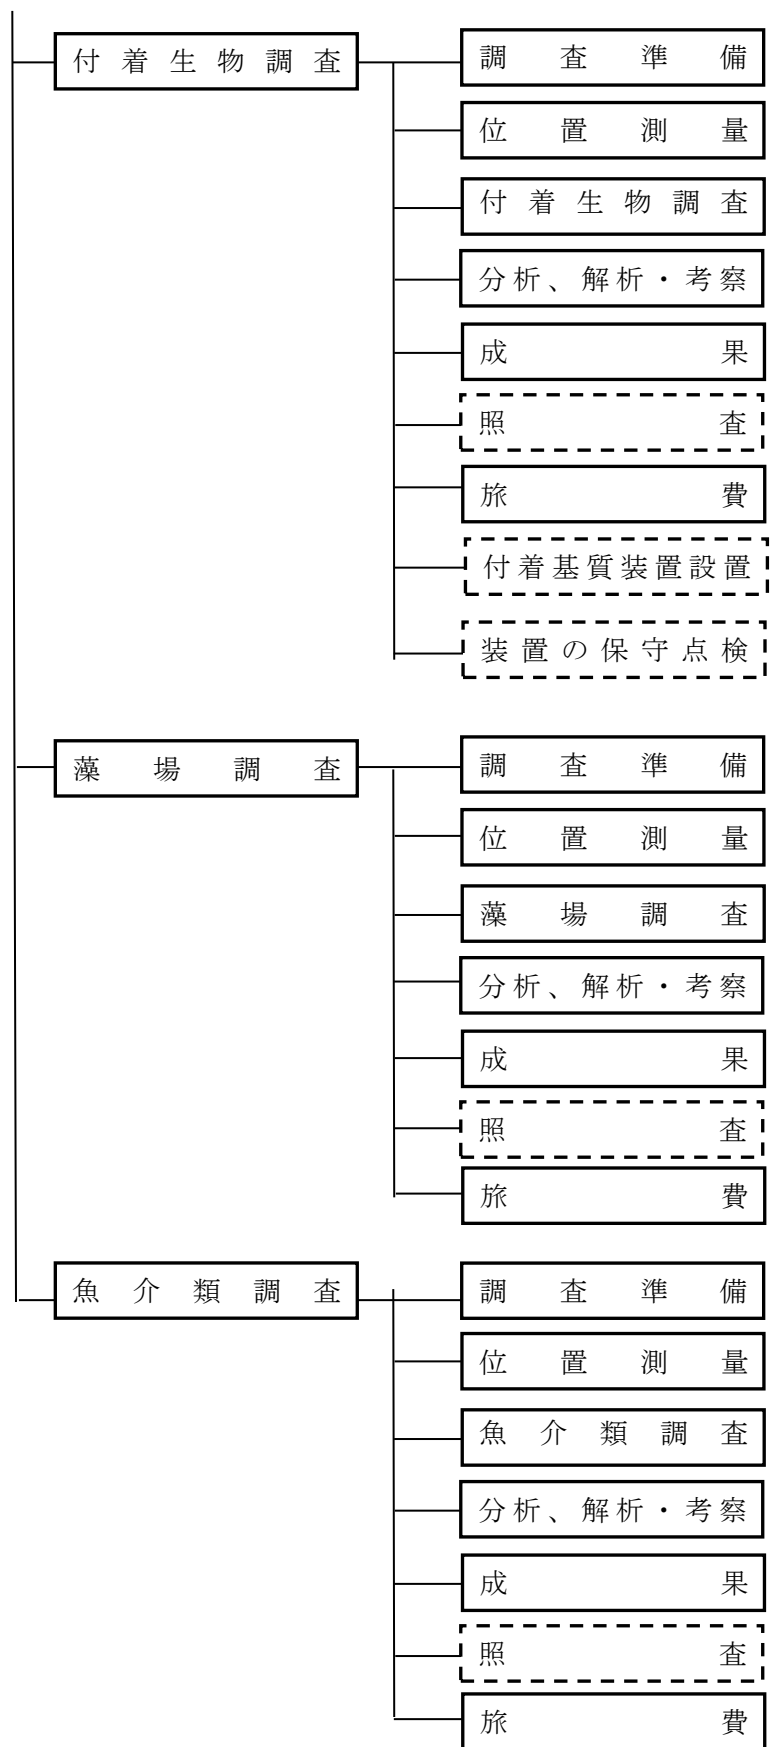 付着生物調査
調査準備
位置測量
付着生物調査
分析、解析・考察
成果
照査
旅費
付着基質装置設置
装置の保守点検
藻場調査
調査準備
位置測量
藻場調査
分析、解析・考察
成果
照査
旅費
魚介類調査
調査準備
位置測量
魚介類調査
分析、解析・考察
成果
照査
旅費